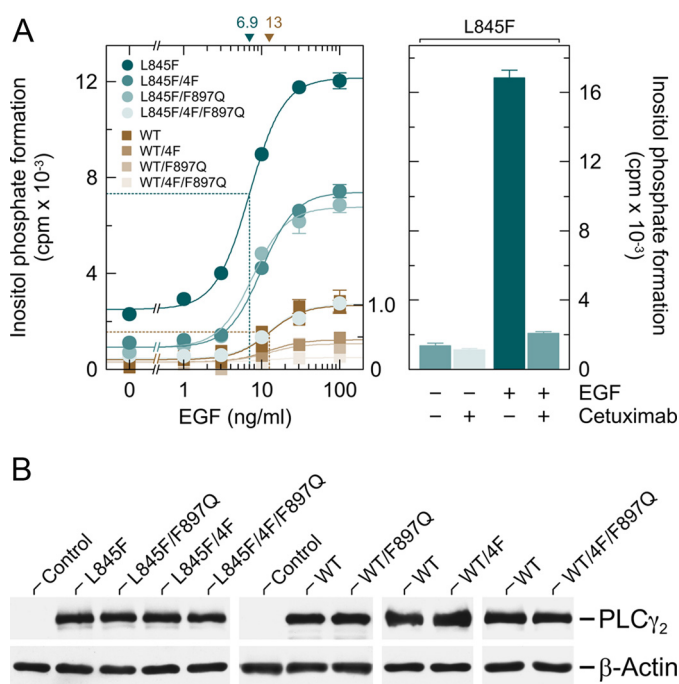 A
6.9
13
L845F
L845F
L845F/4F
L845F/F897Q
L845F/4F/F897Q
WT
WT/4F
WT/F897Q
WT/4F/F897Q
Inositol phosphate formation
(cpm x 10-3)
12
8
4
0
1.0
0
0
1
10
100
EGF (ng/ml)
16
12
8
4
0
Inositol phosphate formation
(cpm x 10-3)
– – + + EGF
– + – + Cetuximab
B
Control
L845F
L845F/F897Q
L845F/4F
L845F/4F/F897Q
Control
WT
WT/F897Q
WT
WT/4F
WT
WT/4F/F897Q
PLCγ2
β-Actin